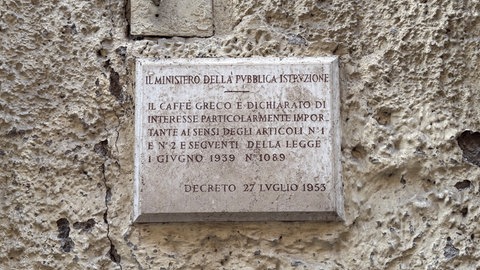 IL MINISTERO DELLA PVBBLICA ISTRVZIONE
IL CAFFÈ GRECO È DICHIARATO DI
INTERESSE PARTICOLARMENTE IMPOR
TANTE AI SENSI DEGLI ARTICOLI N° 1
E N° 2 E SEGVENTI DELLA LEGGE
1 GIVGNO 1939 N° 1089
DECRETO 27 LVGLIO 1953